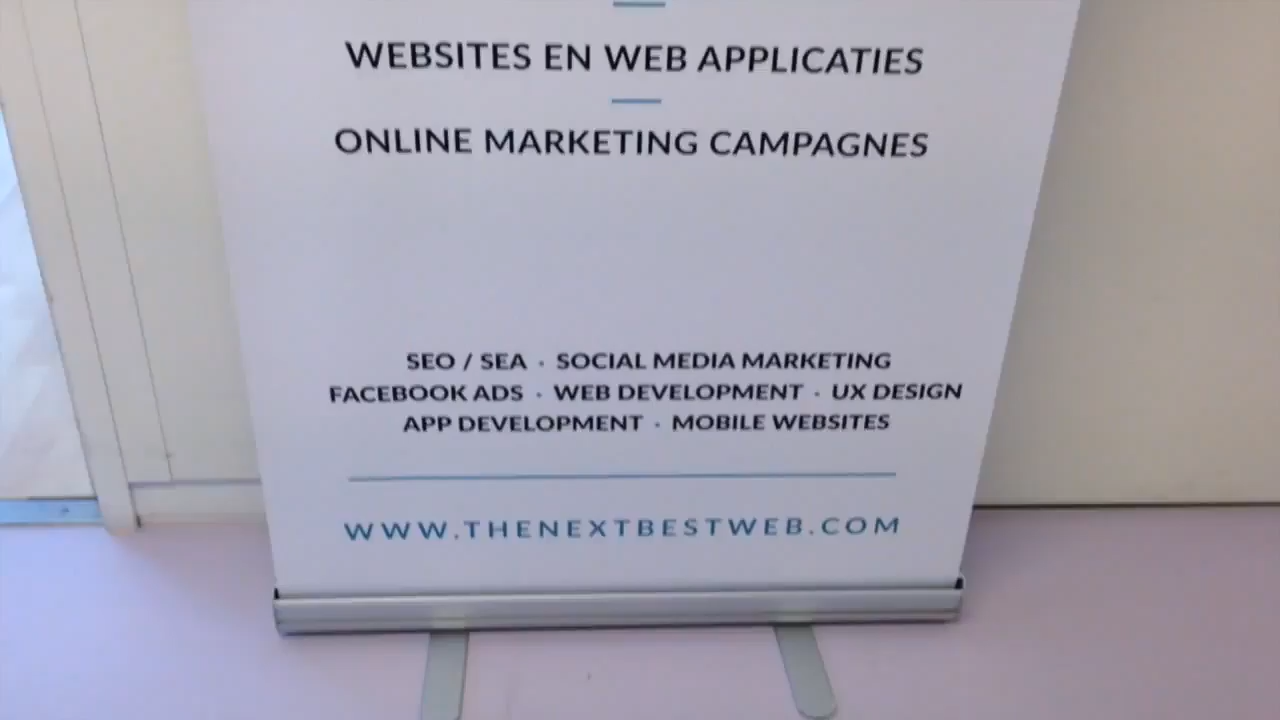 WEBSITES EN WEB APPLICATIES
ONLINE MARKETING CAMPAGNES
SEO / SEA · SOCIAL MEDIA MARKETING
FACEBOOK ADS · WEB DEVELOPMENT · UX DESIGN
APP DEVELOPMENT · MOBILE WEBSITES
WWW.THENEXTBESTWEB.COM